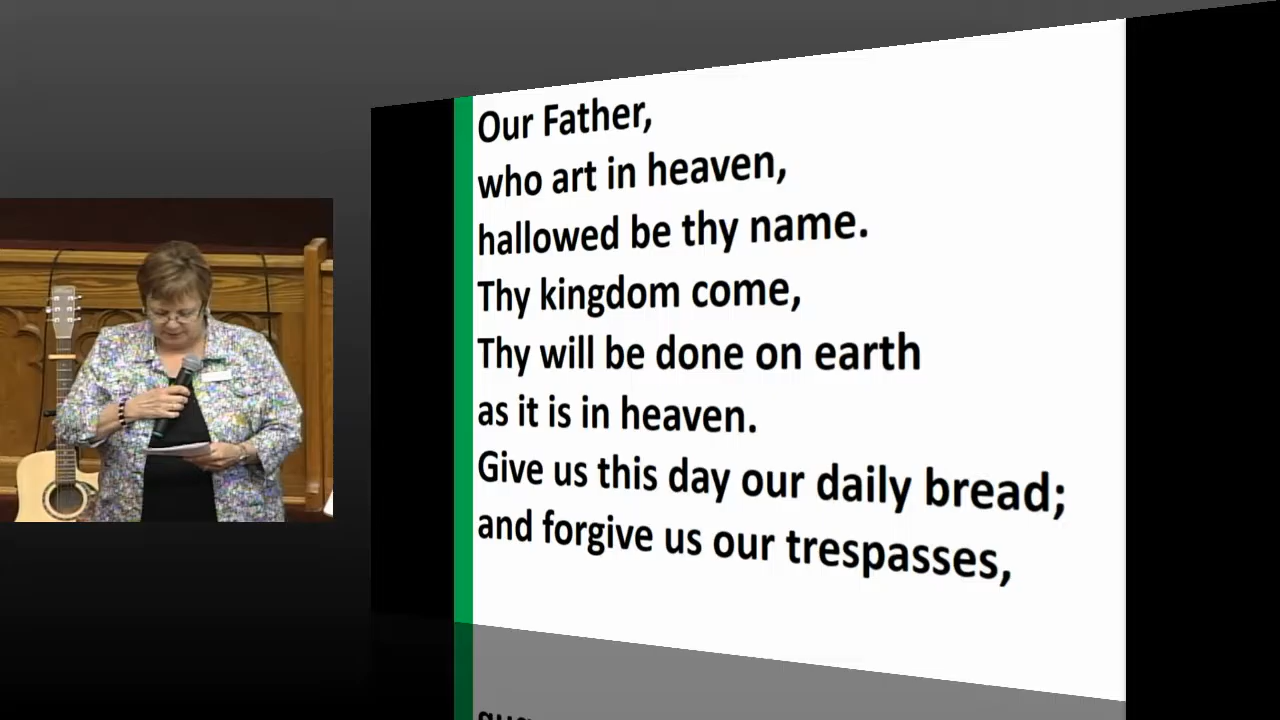 Our Father,
who art in heaven,
hallowed be thy name.
Thy kingdom come,
Thy will be done on earth
as it is in heaven.
Give us this day our daily bread;
and forgive us our trespasses,